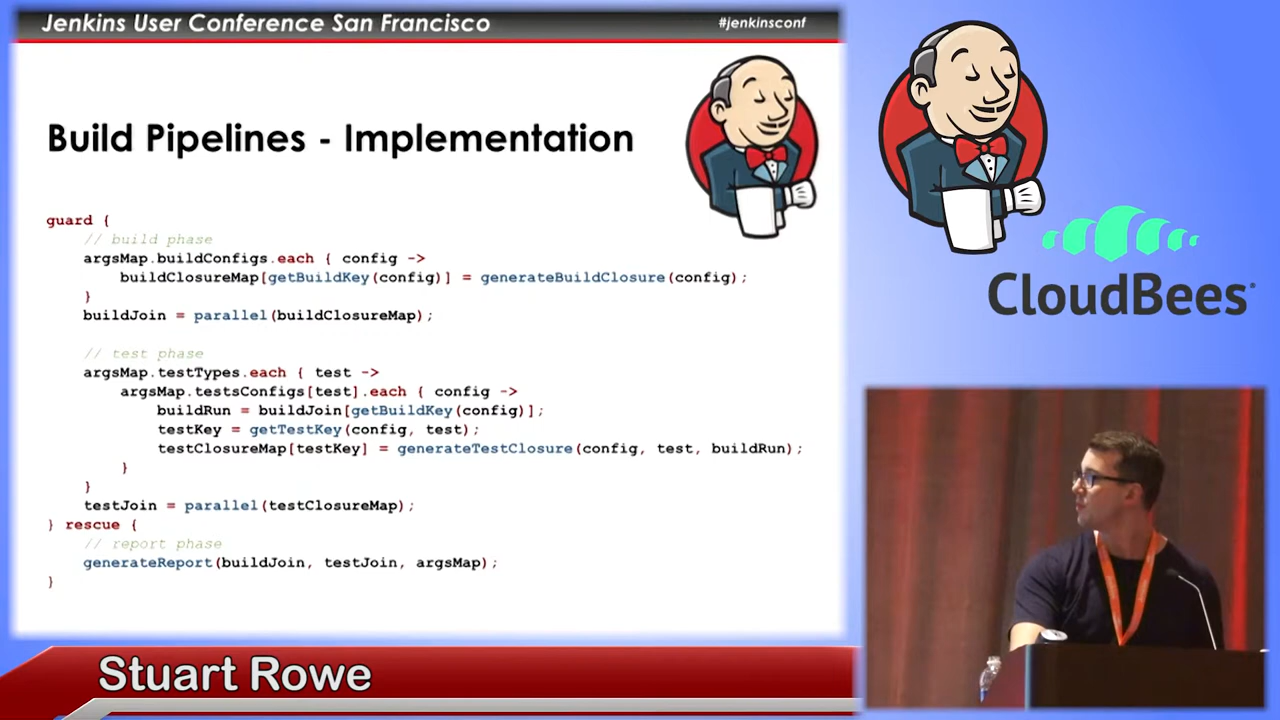 Jenkins User Conference San Francisco
#jenkinsconf
Build Pipelines - Implementation
guard {
// build phase
argsMap.buildConfigs.each { config ->
buildClosureMap[getBuildKey(config)] = generateBuildClosure(config);
}
buildJoin = parallel(buildClosureMap);
// test phase
argsMap.testTypes.each { test ->
argsMap.testsConfigs[test].each { config ->
buildRun = buildJoin[getBuildKey(config)];
testKey = getTestKey(config, test);
testClosureMap[testKey] = generateTestClosure(config, test, buildRun);
}
}
testJoin = parallel(testClosureMap);
} rescue {
// report phase
generateReport(buildJoin, testJoin, argsMap);
}
CloudBees
Stuart Rowe